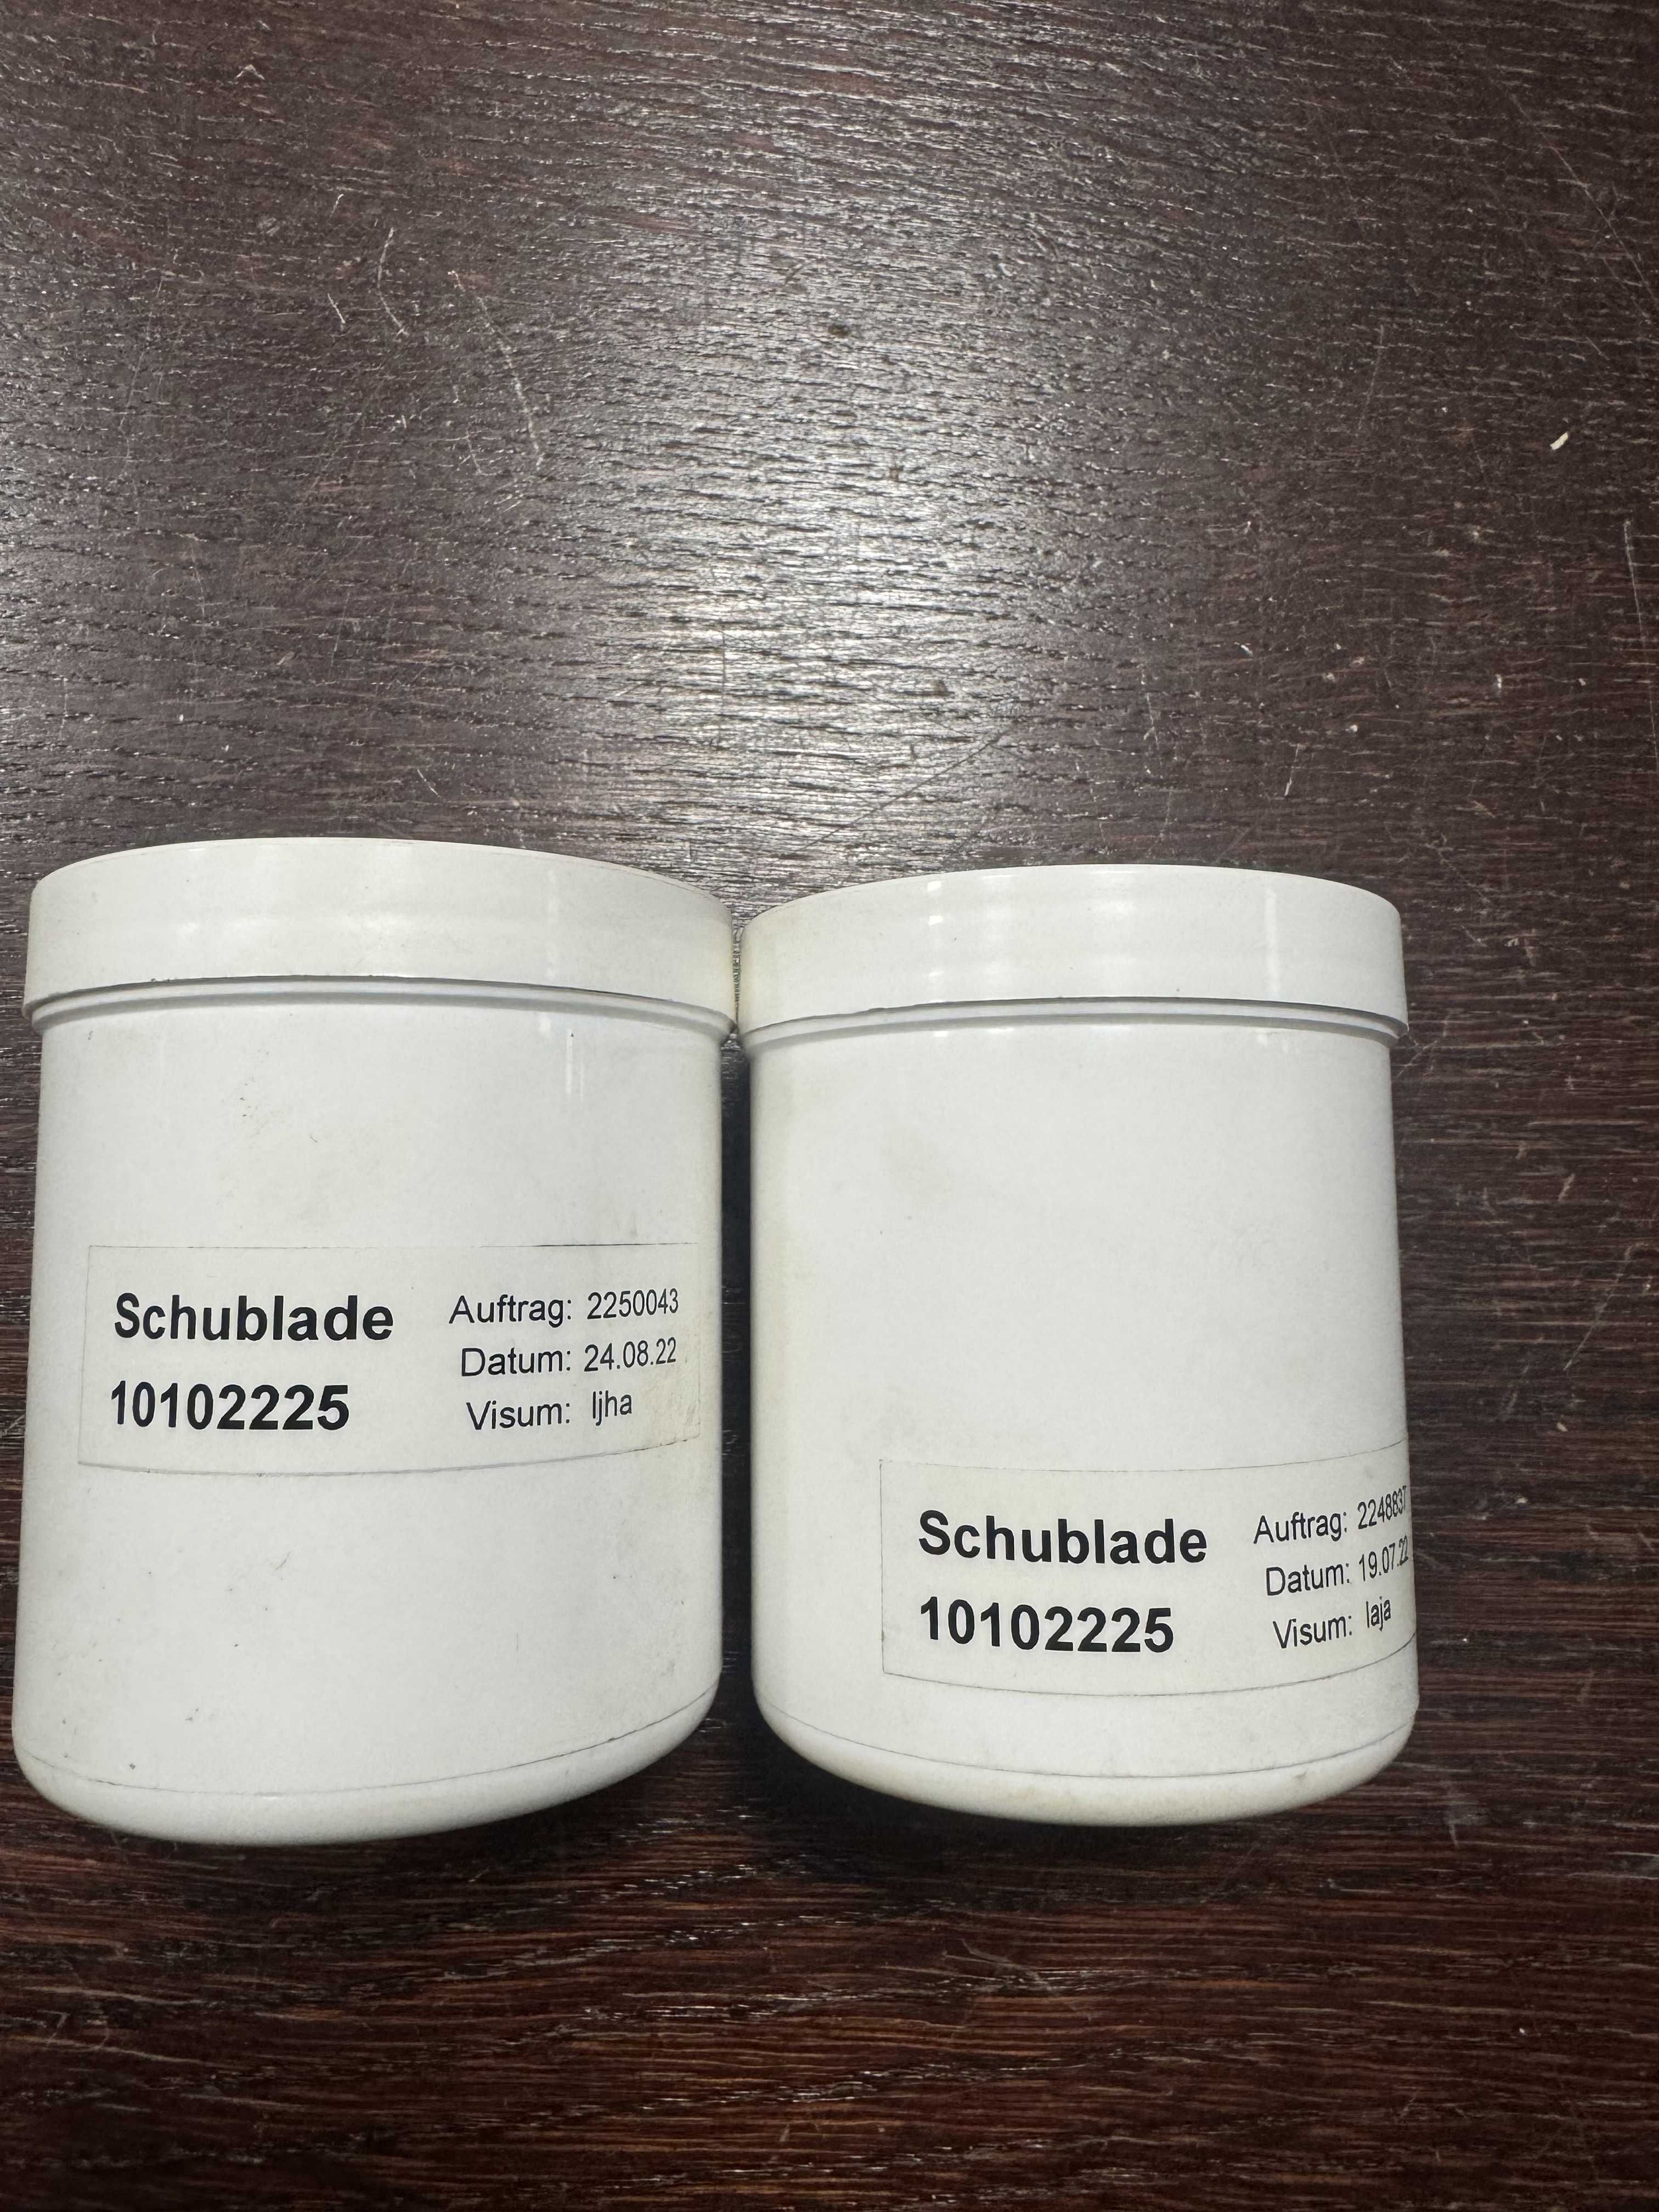 Schublade
10102225
Auftrag: 2250043
Datum: 24.08.22
Visum: ljha
Schublade
10102225
Auftrag: 2248837
Datum: 19.07.22
Visum: laja